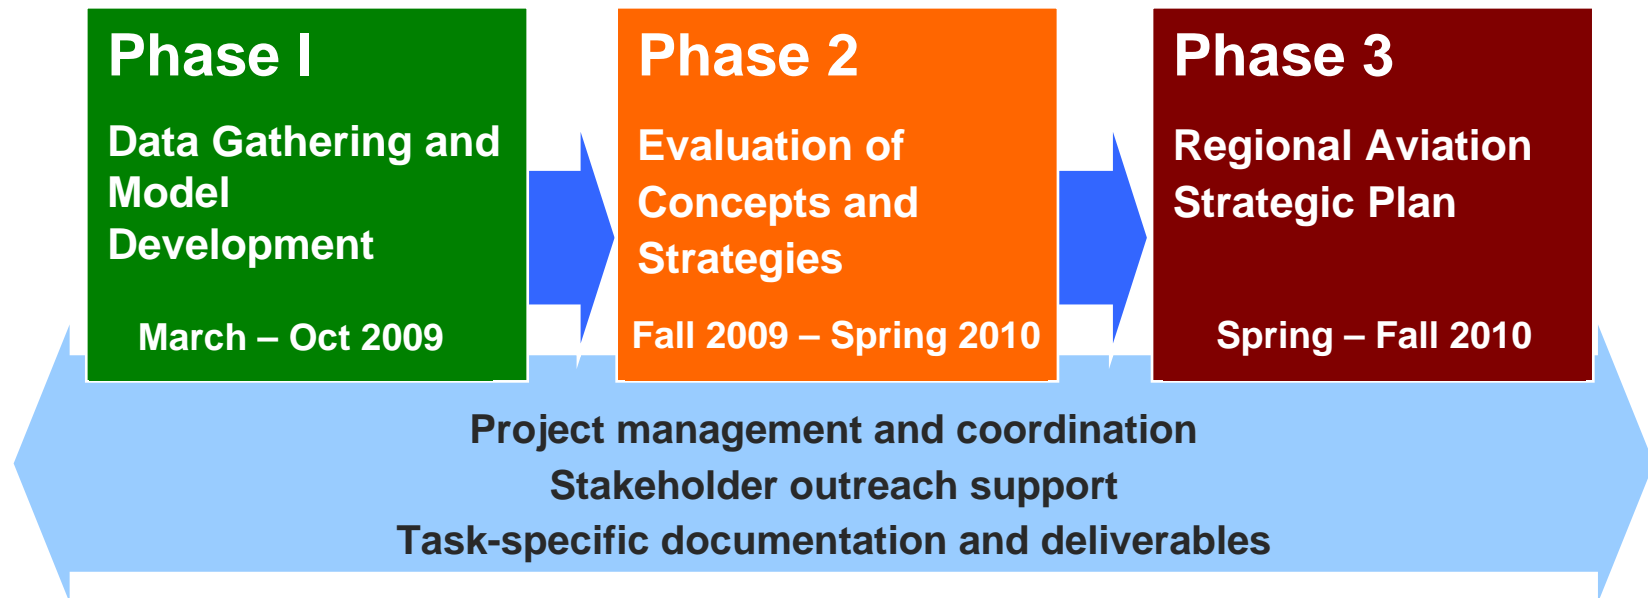 Phase I
Data Gathering and
Model
Development
March – Oct 2009
Phase 2
Evaluation of
Concepts and
Strategies
Fall 2009 – Spring 2010
Phase 3
Regional Aviation
Strategic Plan
Spring – Fall 2010
Project management and coordination
Stakeholder outreach support
Task-specific documentation and deliverables